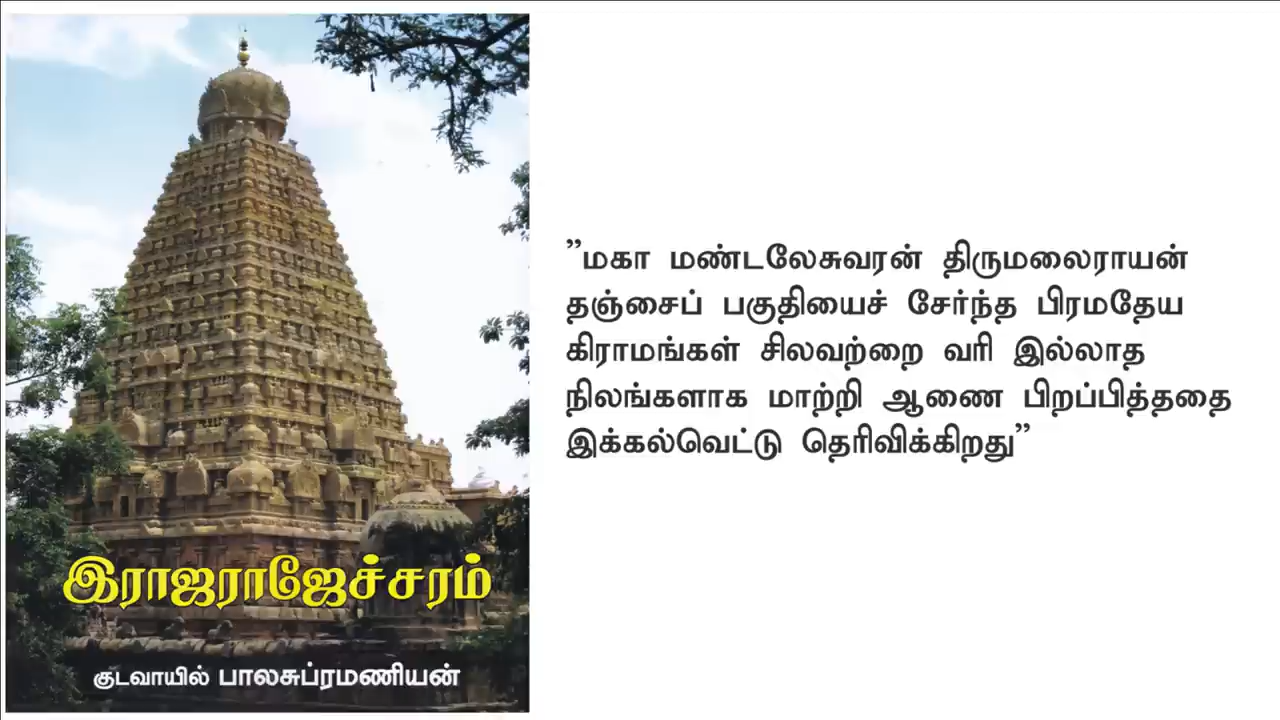 இராஜராஜேச்சரம்
குடவாயில் பாலசுப்ரமணியன்
”மகா மண்டலேசுவரன் திருமலைராயன்
தஞ்சைப் பகுதியைச் சேர்ந்த பிரமதேய
கிராமங்கள் சிலவற்றை வரி இல்லாத
நிலங்களாக மாற்றி ஆணை பிறப்பித்ததை
இக்கல்வெட்டு தெரிவிக்கிறது”